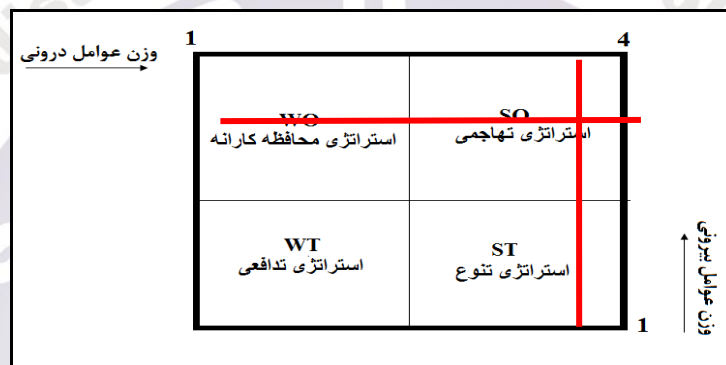 وزن عوامل درونی
1
4
WO
SO
استراتژی محافظه کارانه
استراتژی تهاجمی
WT
ST
استراتژی تدافعی
استراتژی تنوع
وزن عوامل بیرونی
1